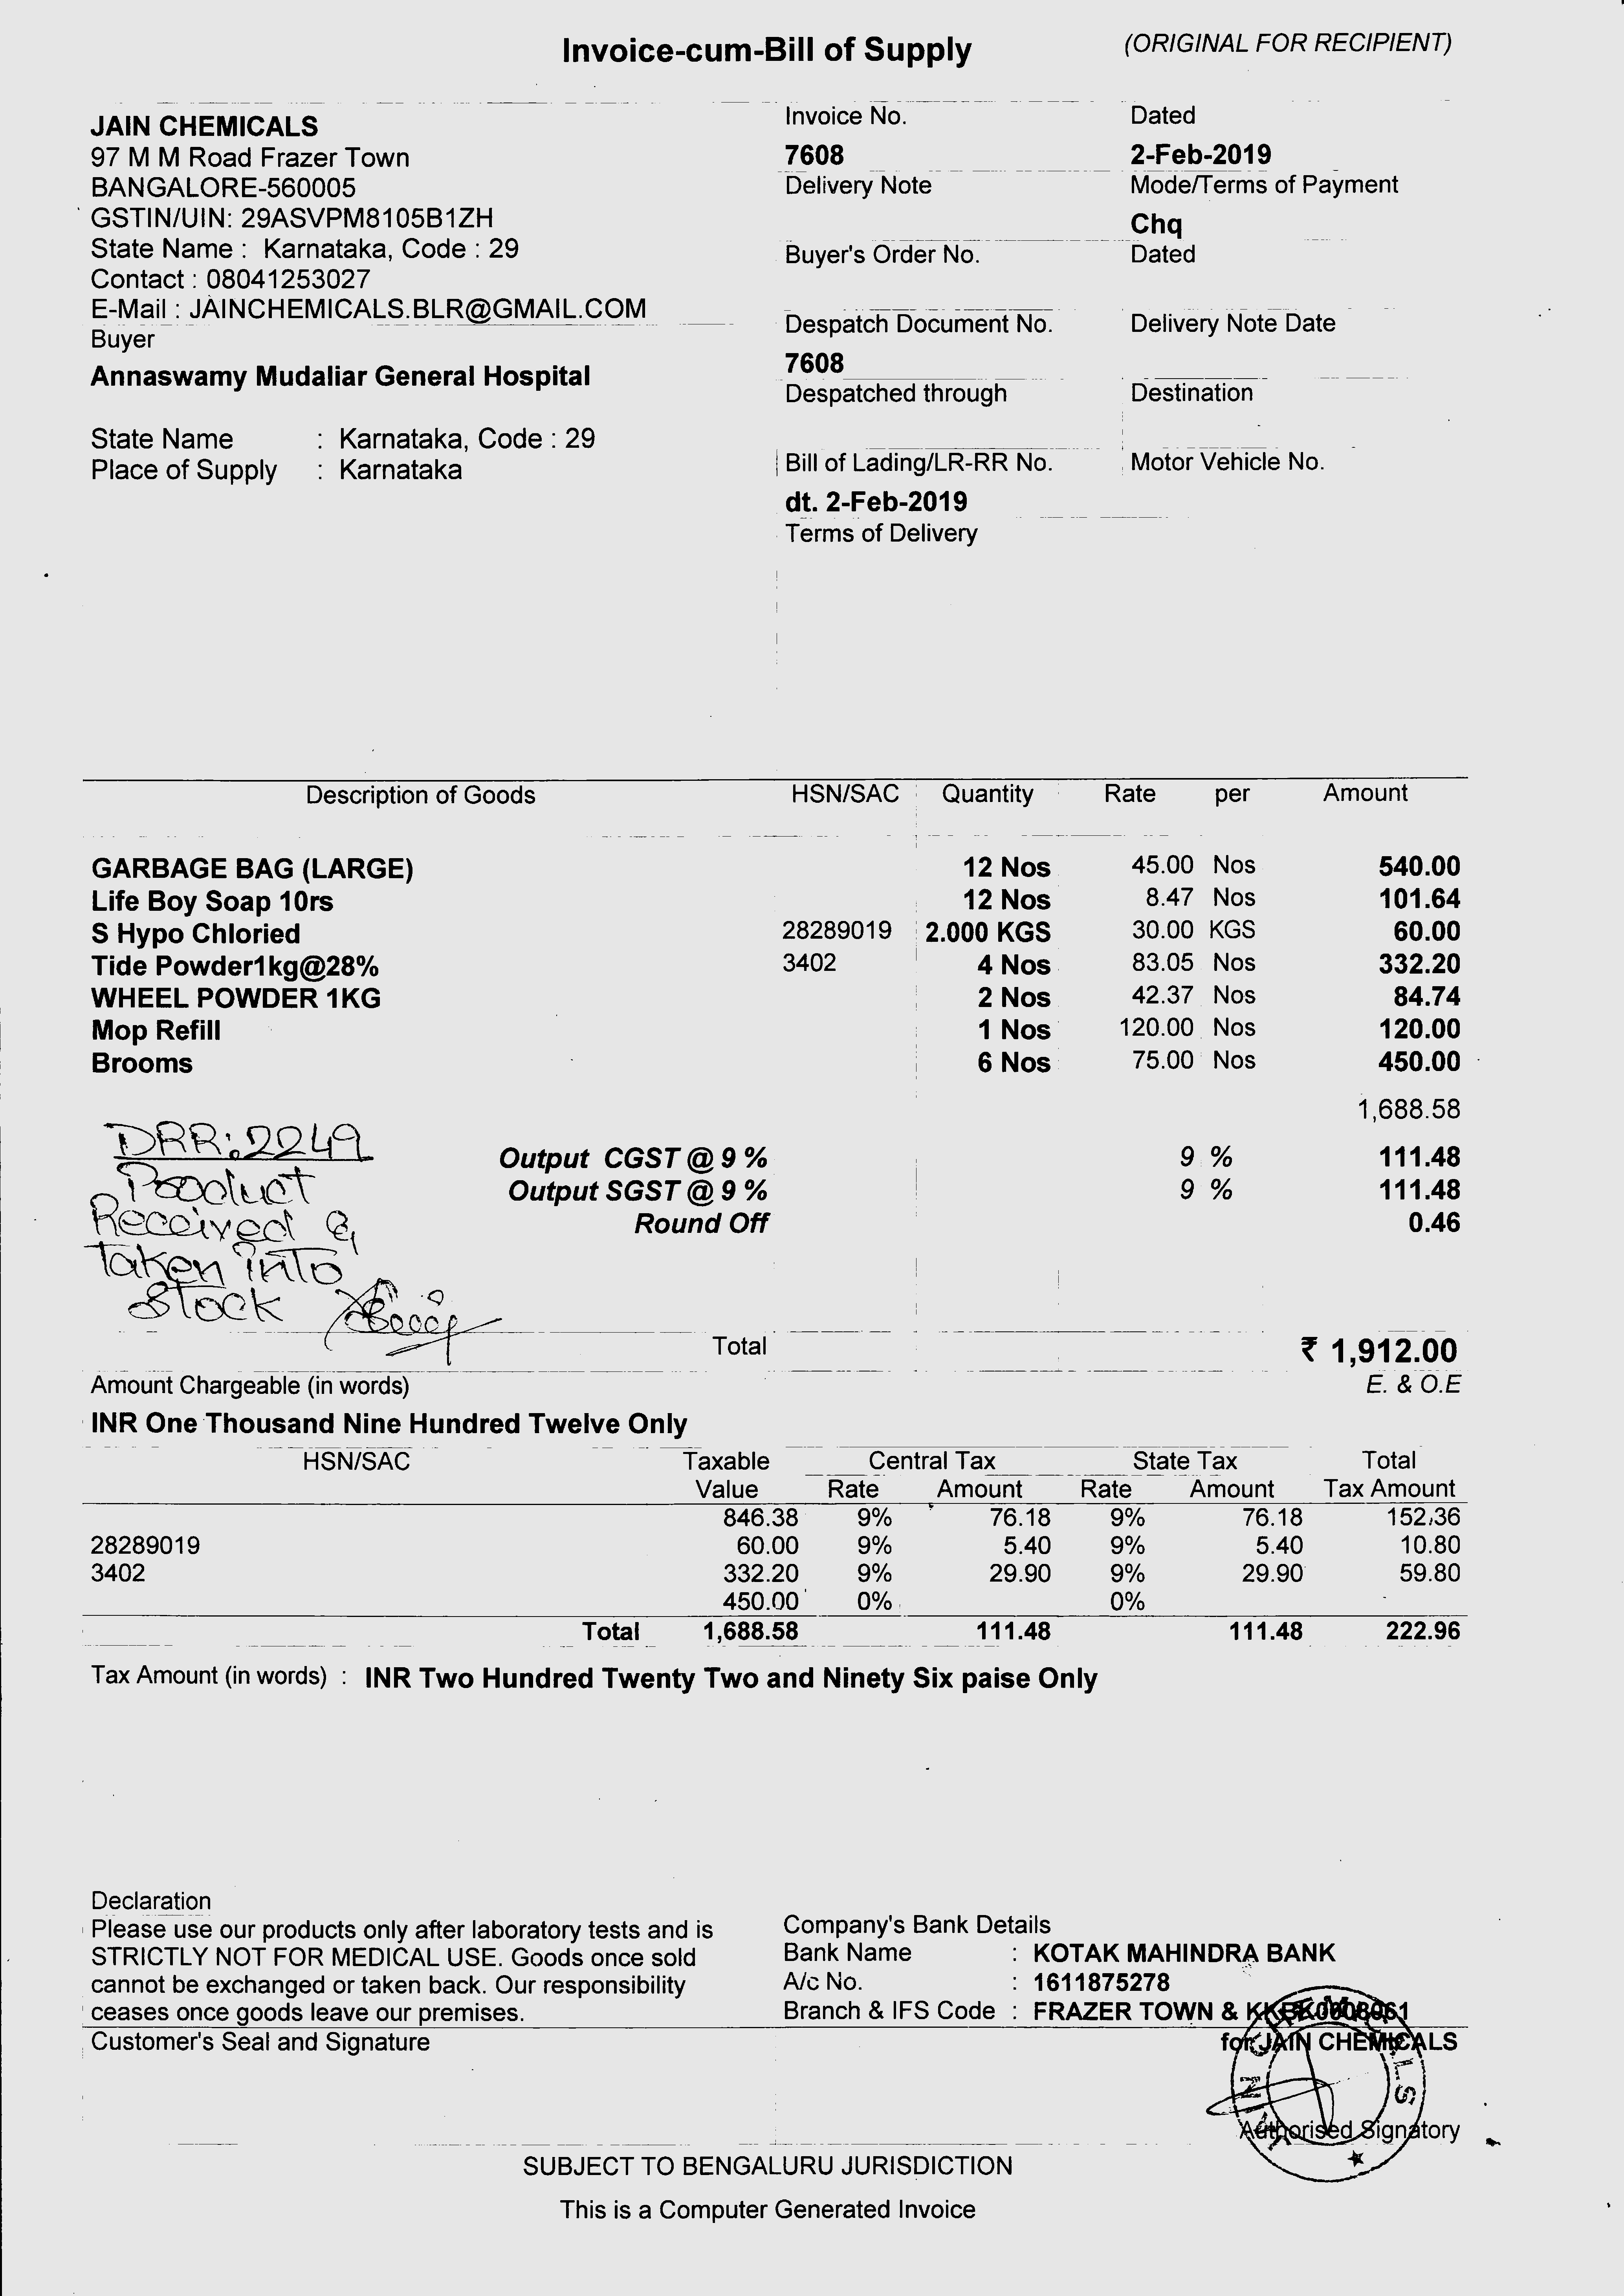 Invoice-cum-Bill of Supply (ORIGINAL FOR RECIPIENT)
JAIN CHEMICALS
97 M M Road Frazer Town
BANGALORE-560005
GSTIN/UIN: 29ASVPM8105B1ZH
State Name : Karnataka, Code : 29
Contact : 08041253027
E-Mail : JAINCHEMICALS.BLR@GMAIL.COM
Buyer
Annaswamy Mudaliar General Hospital
State Name : Karnataka, Code : 29
Place of Supply : Karnataka
Invoice No. Dated
7608 2-Feb-2019
Delivery Note Mode/Terms of Payment
Chq
Buyer's Order No. Dated
Despatch Document No. Delivery Note Date
7608
Despatched through Destination
Bill of Lading/LR-RR No. Motor Vehicle No.
dt. 2-Feb-2019
Terms of Delivery
Description of Goods HSN/SAC Quantity Rate per Amount
GARBAGE BAG (LARGE) 12 Nos 45.00 Nos 540.00
Life Boy Soap 10rs 12 Nos 8.47 Nos 101.64
S Hypo Chloried 28289019 2.000 KGS 30.00 KGS 60.00
Tide Powder1kg@28% 3402 4 Nos 83.05 Nos 332.20
WHEEL POWDER 1KG 2 Nos 42.37 Nos 84.74
Mop Refill 1 Nos 120.00 Nos 120.00
Brooms 6 Nos 75.00 Nos 450.00
1,688.58
Output CGST @ 9 % 9 % 111.48
Output SGST @ 9 % 9 % 111.48
Round Off 0.46
DRR: 2249
Product
Received &
taken into
stock
Total ₹ 1,912.00
Amount Chargeable (in words) E. & O.E
INR One Thousand Nine Hundred Twelve Only
HSN/SAC Taxable Central Tax State Tax Total
Value Rate Amount Rate Amount Tax Amount
846.38 9% 76.18 9% 76.18 152.36
28289019 60.00 9% 5.40 9% 5.40 10.80
3402 332.20 9% 29.90 9% 29.90 59.80
450.00 0% 0%
Total 1,688.58 111.48 111.48 222.96
Tax Amount (in words) : INR Two Hundred Twenty Two and Ninety Six paise Only
Declaration
Please use our products only after laboratory tests and is
STRICTLY NOT FOR MEDICAL USE. Goods once sold
cannot be exchanged or taken back. Our responsibility
ceases once goods leave our premises.
Customer's Seal and Signature
Company's Bank Details
Bank Name : KOTAK MAHINDRA BANK
A/c No. : 1611875278
Branch & IFS Code : FRAZER TOWN &
for JAIN CHEMICALS
JAIN CHEMICALS
Authorised Signatory
SUBJECT TO BENGALURU JURISDICTION
This is a Computer Generated Invoice